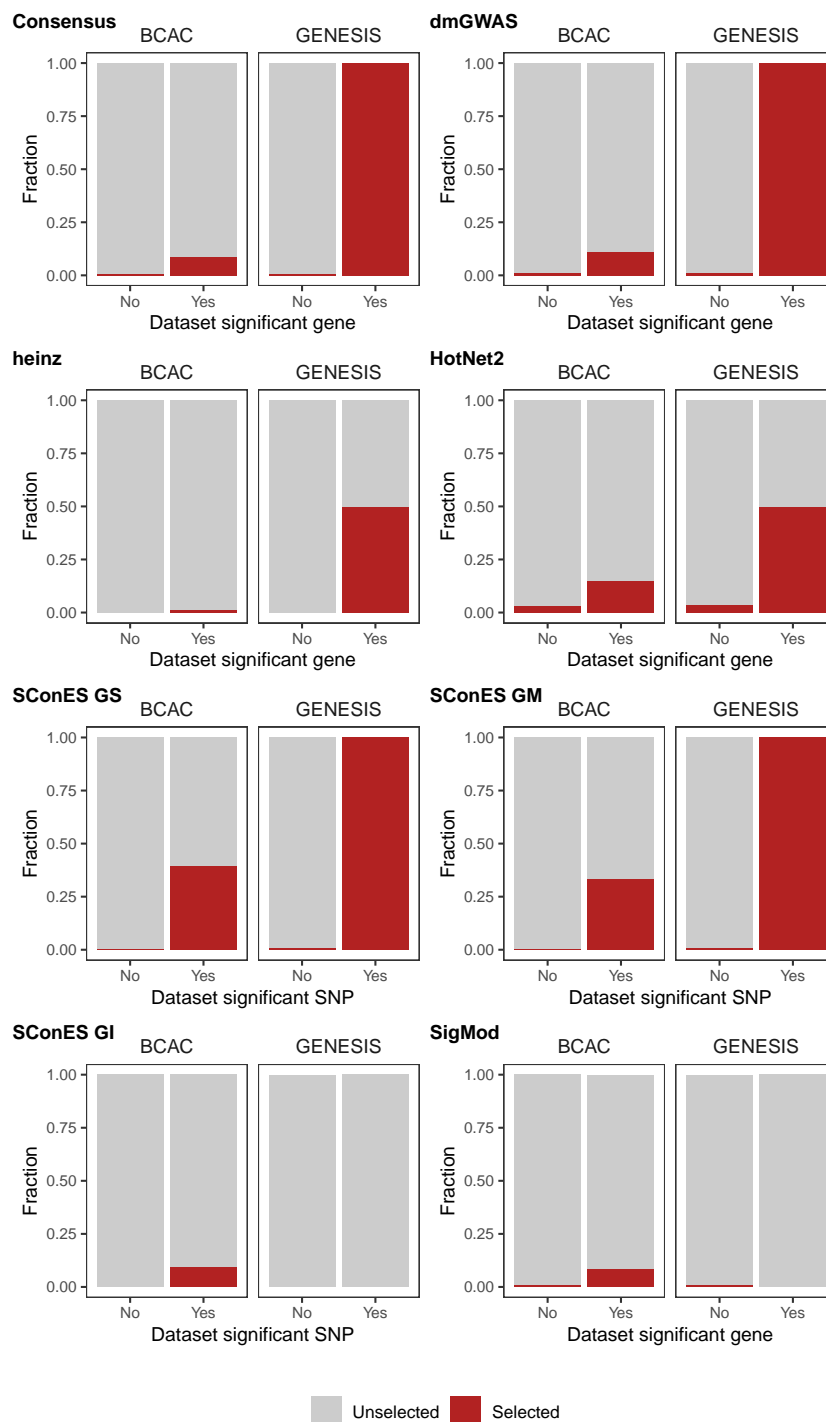 Consensus
BCAC GENESIS
1.00
0.75
0.50
0.25
0.00
Fraction
No Yes No Yes
Dataset significant gene
dmGWAS
BCAC GENESIS
1.00
0.75
0.50
0.25
0.00
Fraction
No Yes No Yes
Dataset significant gene
heinz
BCAC GENESIS
1.00
0.75
0.50
0.25
0.00
Fraction
No Yes No Yes
Dataset significant gene
HotNet2
BCAC GENESIS
1.00
0.75
0.50
0.25
0.00
Fraction
No Yes No Yes
Dataset significant gene
SConES GS
BCAC GENESIS
1.00
0.75
0.50
0.25
0.00
Fraction
No Yes No Yes
Dataset significant SNP
SConES GM
BCAC GENESIS
1.00
0.75
0.50
0.25
0.00
Fraction
No Yes No Yes
Dataset significant SNP
SConES GI
BCAC GENESIS
1.00
0.75
0.50
0.25
0.00
Fraction
No Yes No Yes
Dataset significant SNP
SigMod
BCAC GENESIS
1.00
0.75
0.50
0.25
0.00
Fraction
No Yes No Yes
Dataset significant gene
Unselected Selected